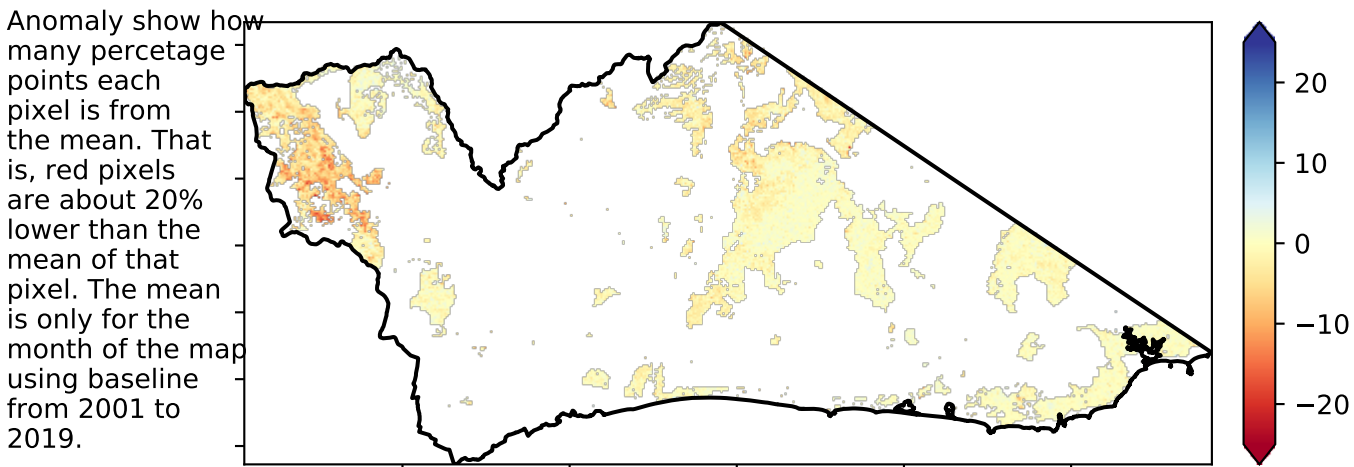 Anomaly show how
many percetage
points each
pixel is from
the mean. That
is, red pixels
are about 20%
lower than the
mean of that
pixel. The mean
is only for the
month of the map
using baseline
from 2001 to
2019.
20
10
0
−10
−20